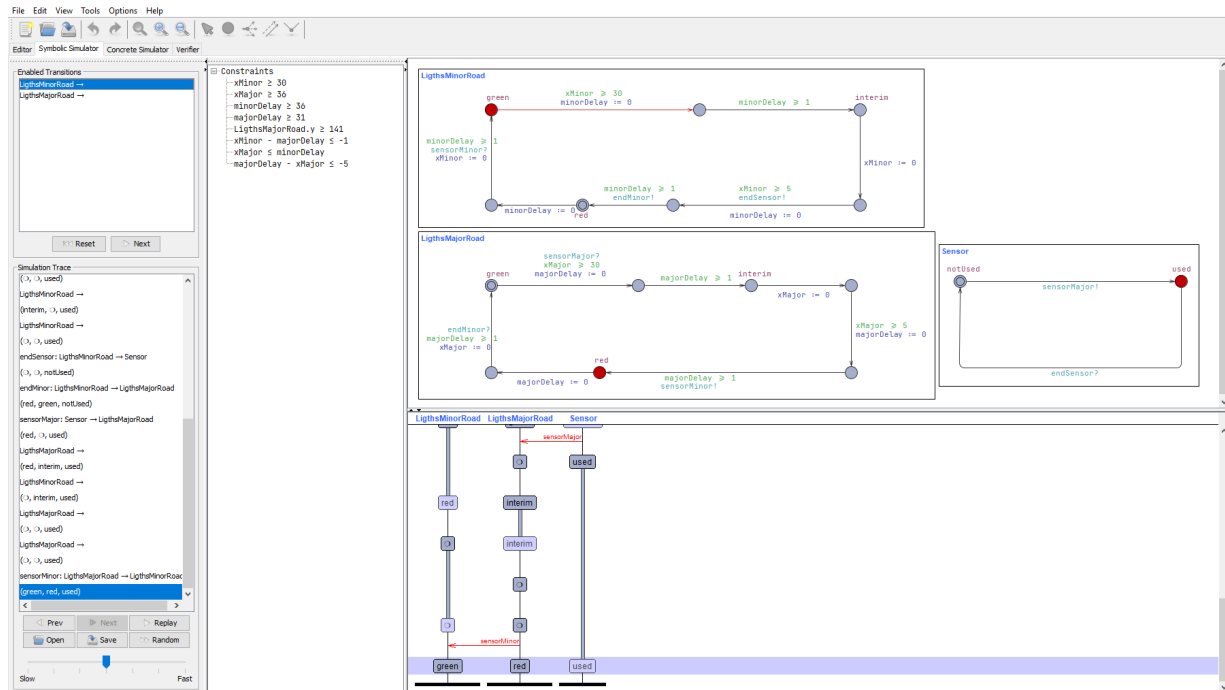 File Edit View Tools Options Help
Editor Symbolic Simulator Concrete Simulator Verifier
Enabled Transitions
LigthsMinorRoad →
LigthsMajorRoad →
Reset Next
Simulation Trace
(○, ○, used)
LigthsMinorRoad →
(interim, ○, used)
LigthsMinorRoad →
(○, ○, used)
endSensor: LigthsMinorRoad → Sensor
(○, ○, notUsed)
endMinor: LigthsMinorRoad → LigthsMajorRoad
(red, green, notUsed)
sensorMajor: Sensor → LigthsMajorRoad
(red, ○, used)
LigthsMajorRoad →
(red, interim, used)
LigthsMinorRoad →
(○, interim, used)
LigthsMajorRoad →
(○, ○, used)
LigthsMajorRoad →
(○, ○, used)
sensorMinor: LigthsMajorRoad → LigthsMinorRoad
(green, red, used)
Prev Next Replay
Open Save Random
Slow Fast
Constraints
xMinor ≥ 30
xMajor ≥ 36
minorDelay ≥ 36
majorDelay ≥ 31
LigthsMajorRoad.y ≥ 141
xMinor - majorDelay ≤ -1
xMajor ≤ minorDelay
majorDelay - xMajor ≤ -5
LigthsMinorRoad
green
xMinor ≥ 30
minorDelay := 0
minorDelay ≥ 1
interim
minorDelay ≥ 1
sensorMinor?
xMinor := 0
xMinor := 0
minorDelay := 0
red
minorDelay ≥ 1
endMinor!
xMinor ≥ 5
endSensor!
minorDelay := 0
LigthsMajorRoad
green
sensorMajor?
xMajor ≥ 30
majorDelay := 0
majorDelay ≥ 1
interim
xMajor := 0
endMinor?
majorDelay ≥ 1
xMajor := 0
xMajor ≥ 5
majorDelay := 0
red
majorDelay := 0
majorDelay ≥ 1
sensorMinor!
Sensor
notUsed
used
sensorMajor!
endSensor?
LigthsMinorRoad LigthsMajorRoad Sensor
sensorMajor
used
red interim
interim
sensorMinor
green red used